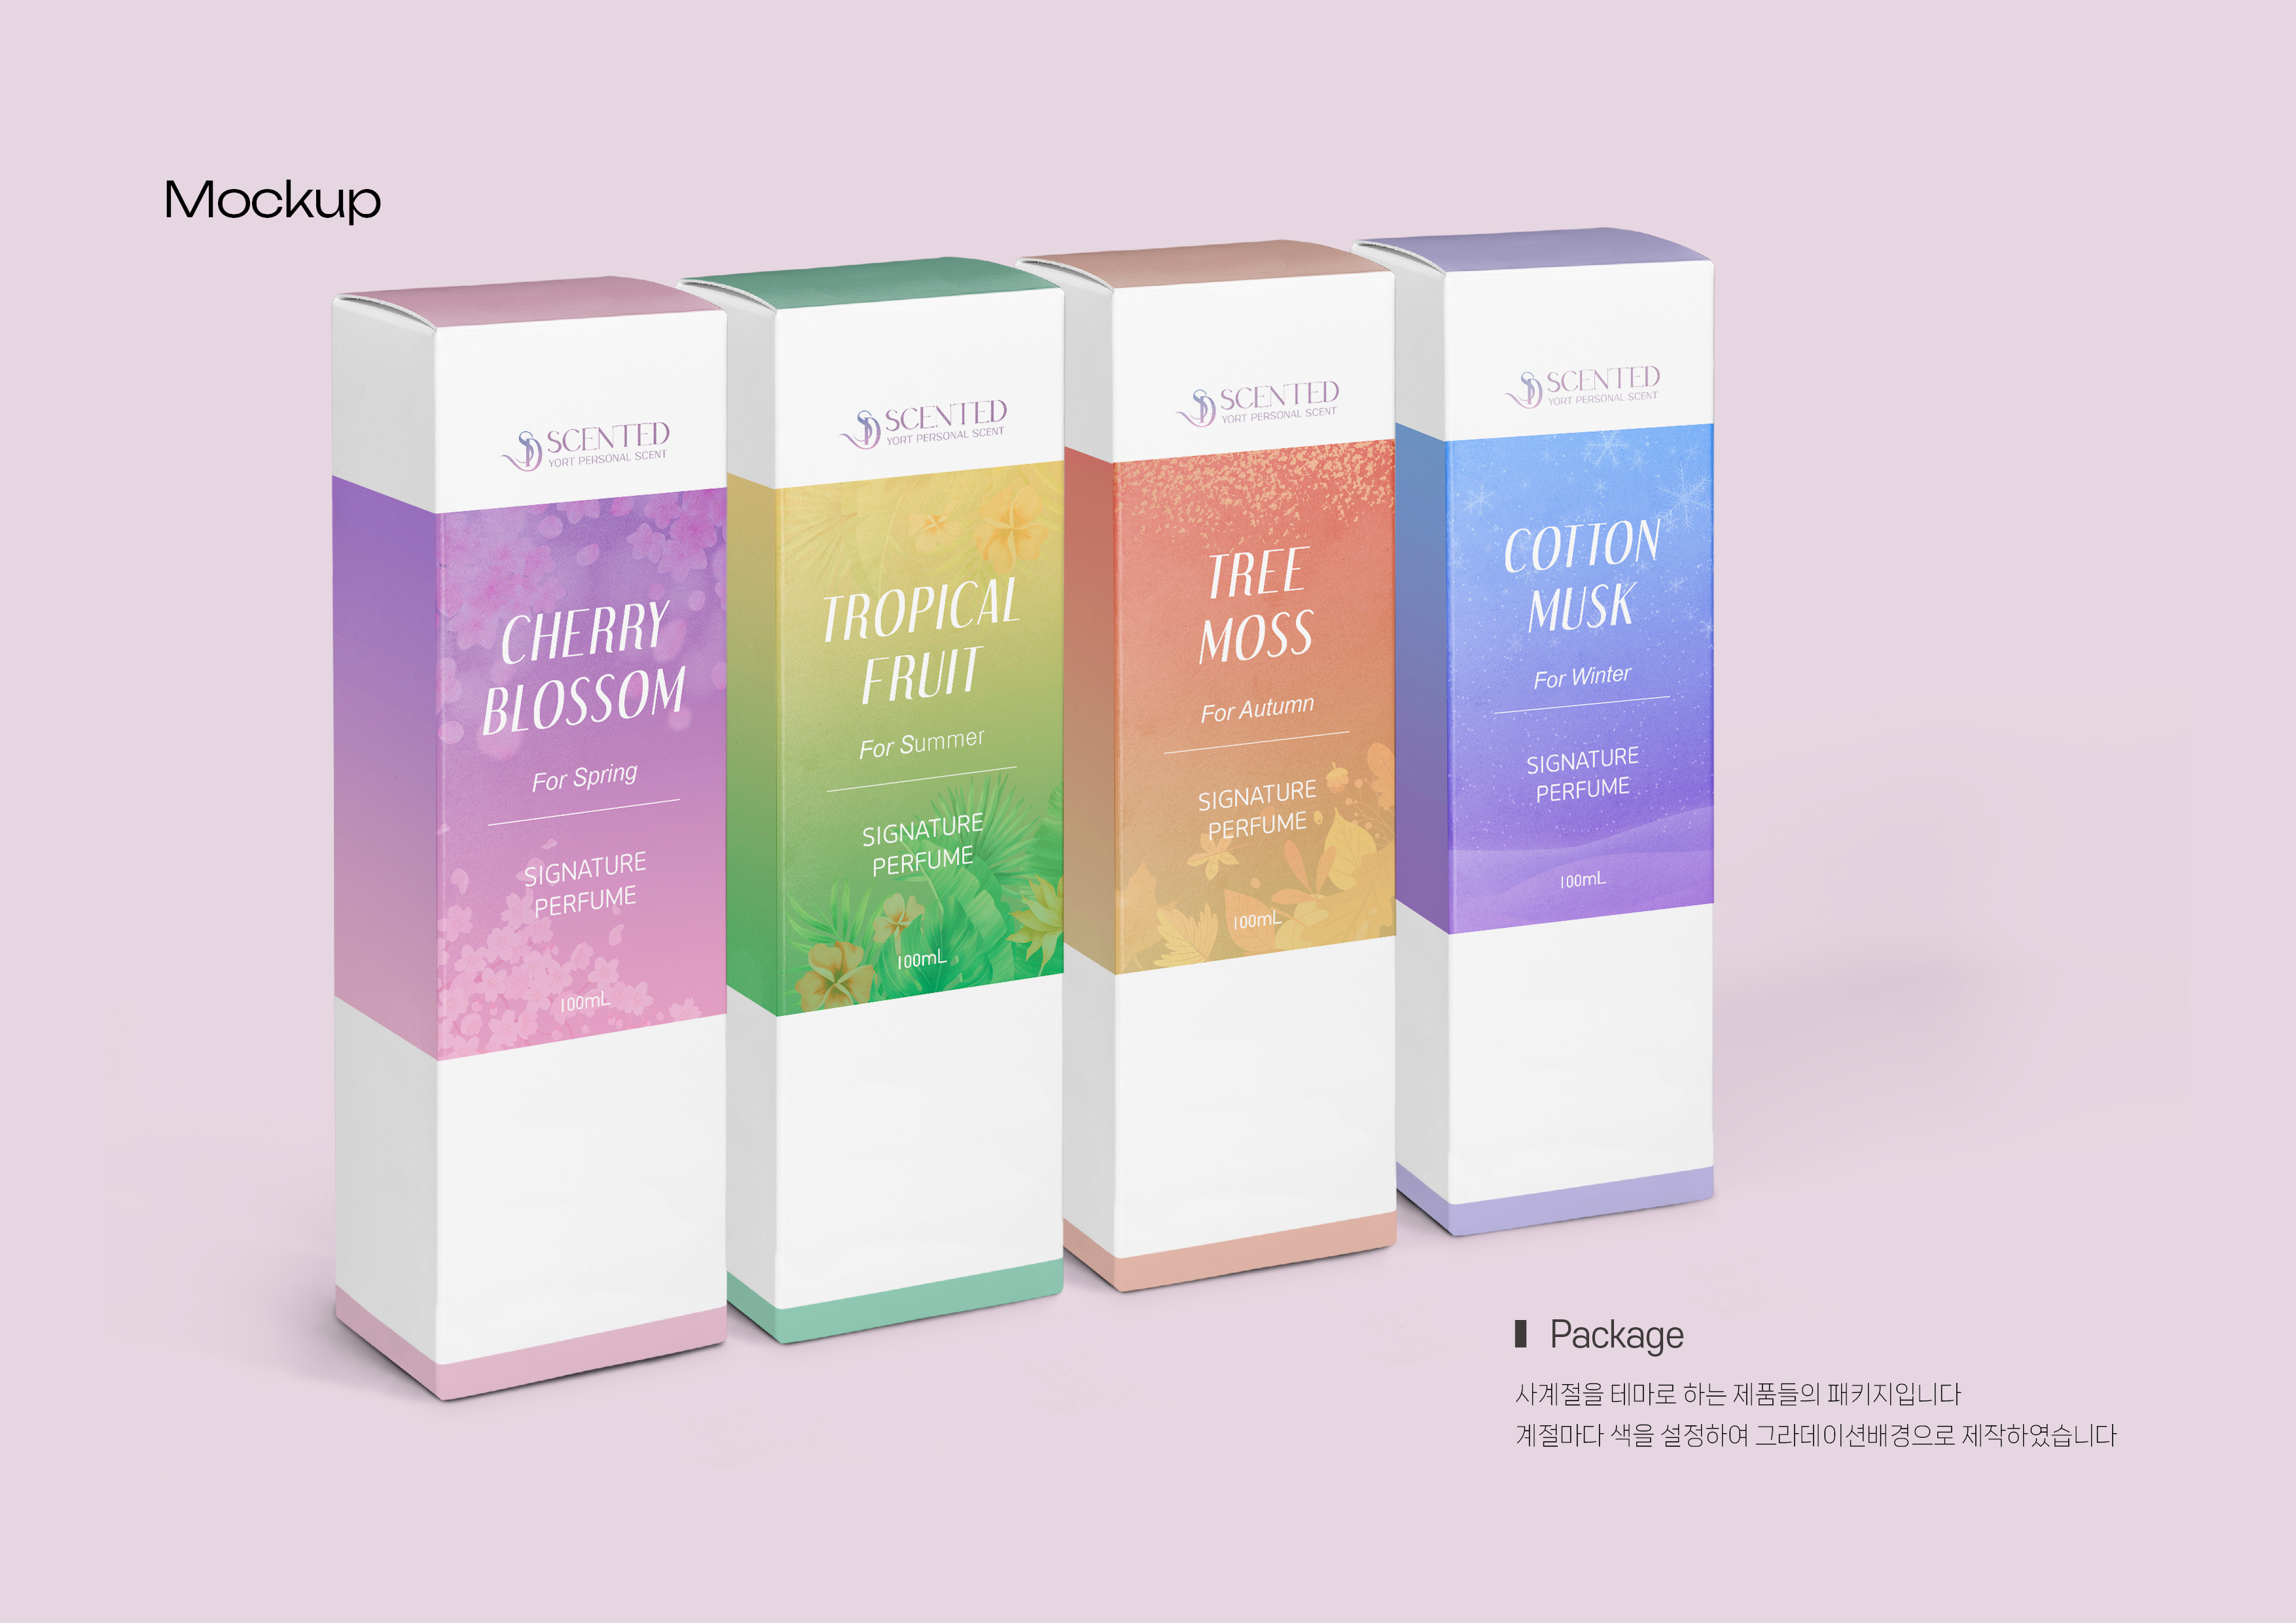 Mockup
SCENTED
YORT PERSONAL SCENT
CHERRY
BLOSSOM
For Spring
SIGNATURE
PERFUME
100mL
SCENTED
YORT PERSONAL SCENT
TROPICAL
FRUIT
For Summer
SIGNATURE
PERFUME
100mL
SCENTED
YORT PERSONAL SCENT
TREE
MOSS
For Autumn
SIGNATURE
PERFUME
100mL
SCENTED
YORT PERSONAL SCENT
COTTON
MUSK
For Winter
SIGNATURE
PERFUME
100mL
Package
사계절을 테마로 하는 제품들의 패키지입니다
계절마다 색을 설정하여 그라데이션배경으로 제작하였습니다